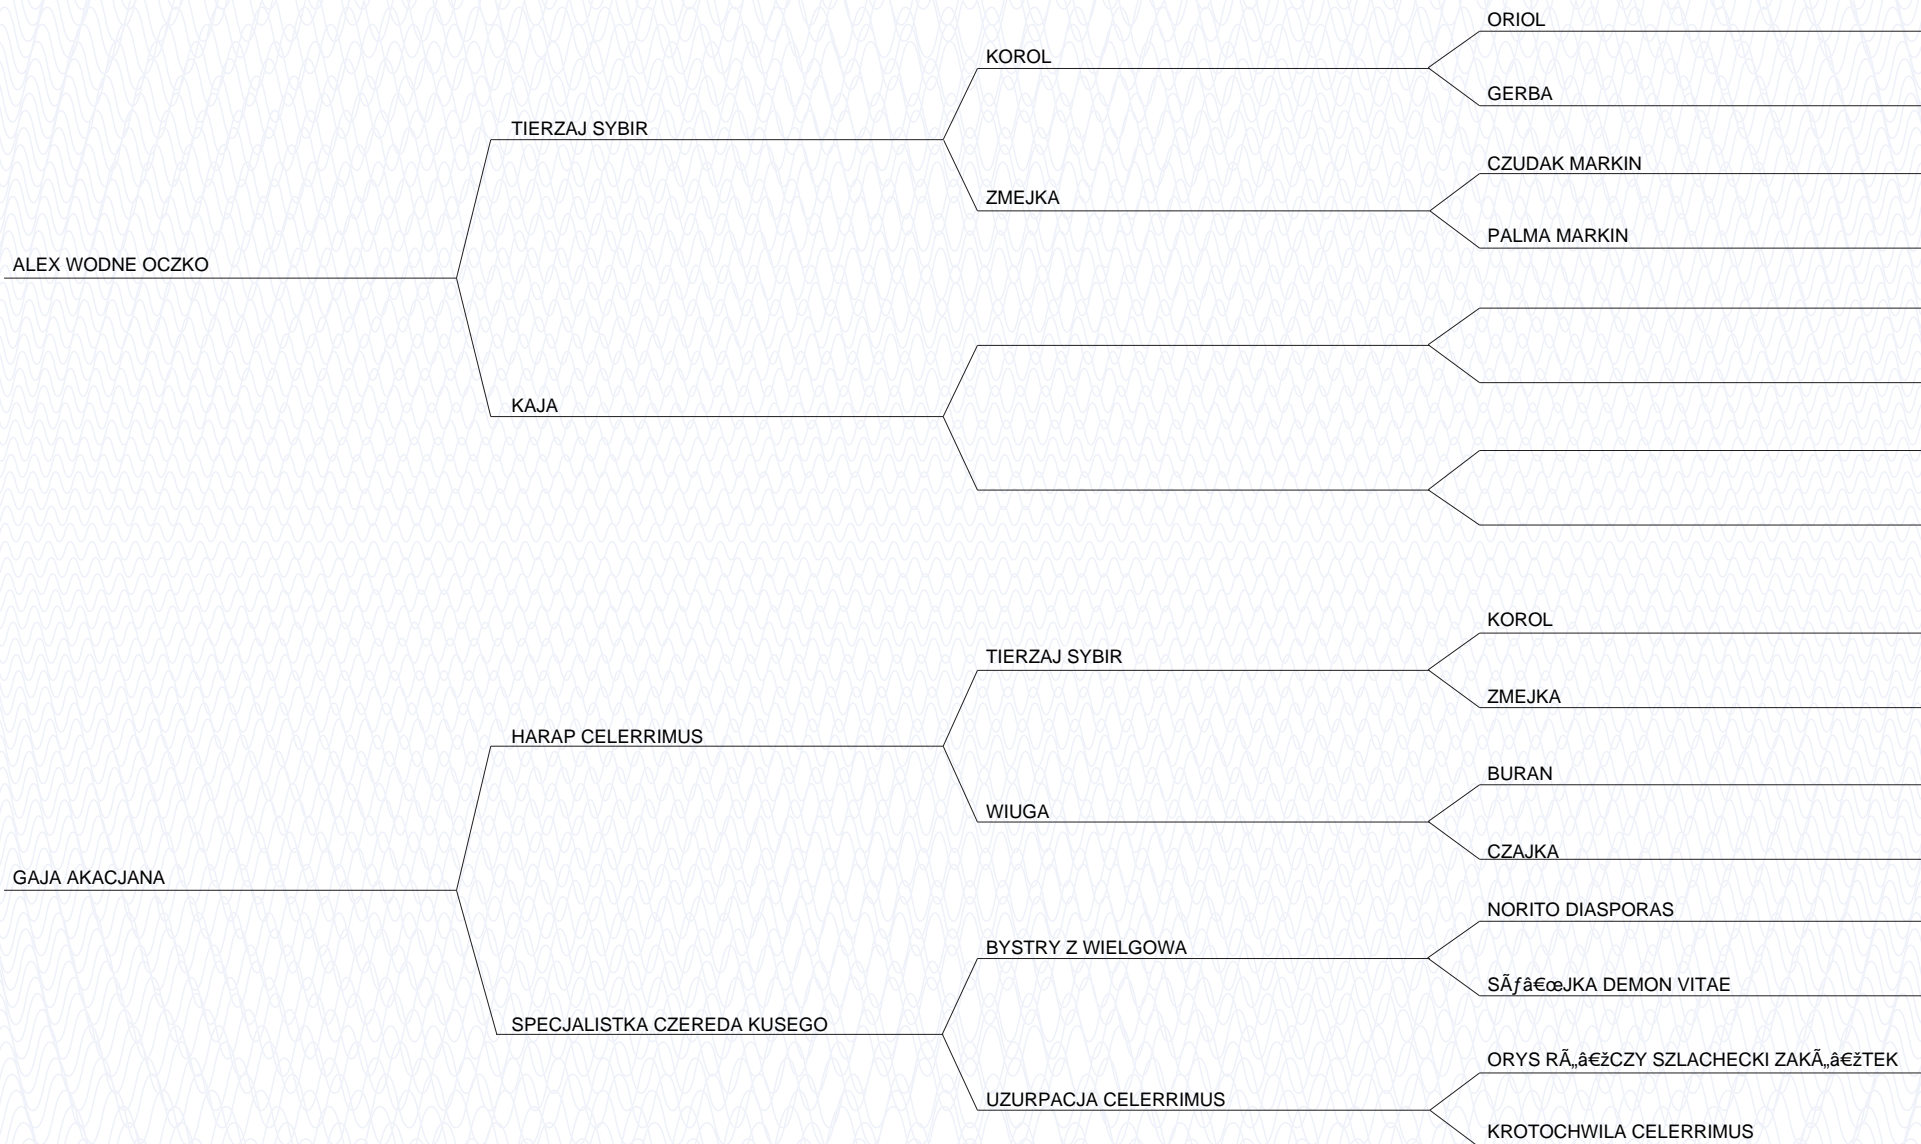 ORIOL
KOROL
GERBA
TIERZAJ SYBIR
CZUDAK MARKIN
ZMEJKA
PALMA MARKIN
ALEX WODNE OCZKO
KAJA
KOROL
TIERZAJ SYBIR
ZMEJKA
HARAP CELERRIMUS
BURAN
WIUGA
CZAJKA
GAJA AKACJANA
NORITO DIASPORAS
BYSTRY Z WIELGOWA
SÃƒâ€œJKA DEMON VITAE
SPECJALISTKA CZEREDA KUSEGO
ORYS RÃ„â€žCZY SZLACHECKI ZAKÃ„â€žTEK
UZURPACJA CELERRIMUS
KROTOCHWILA CELERRIMUS